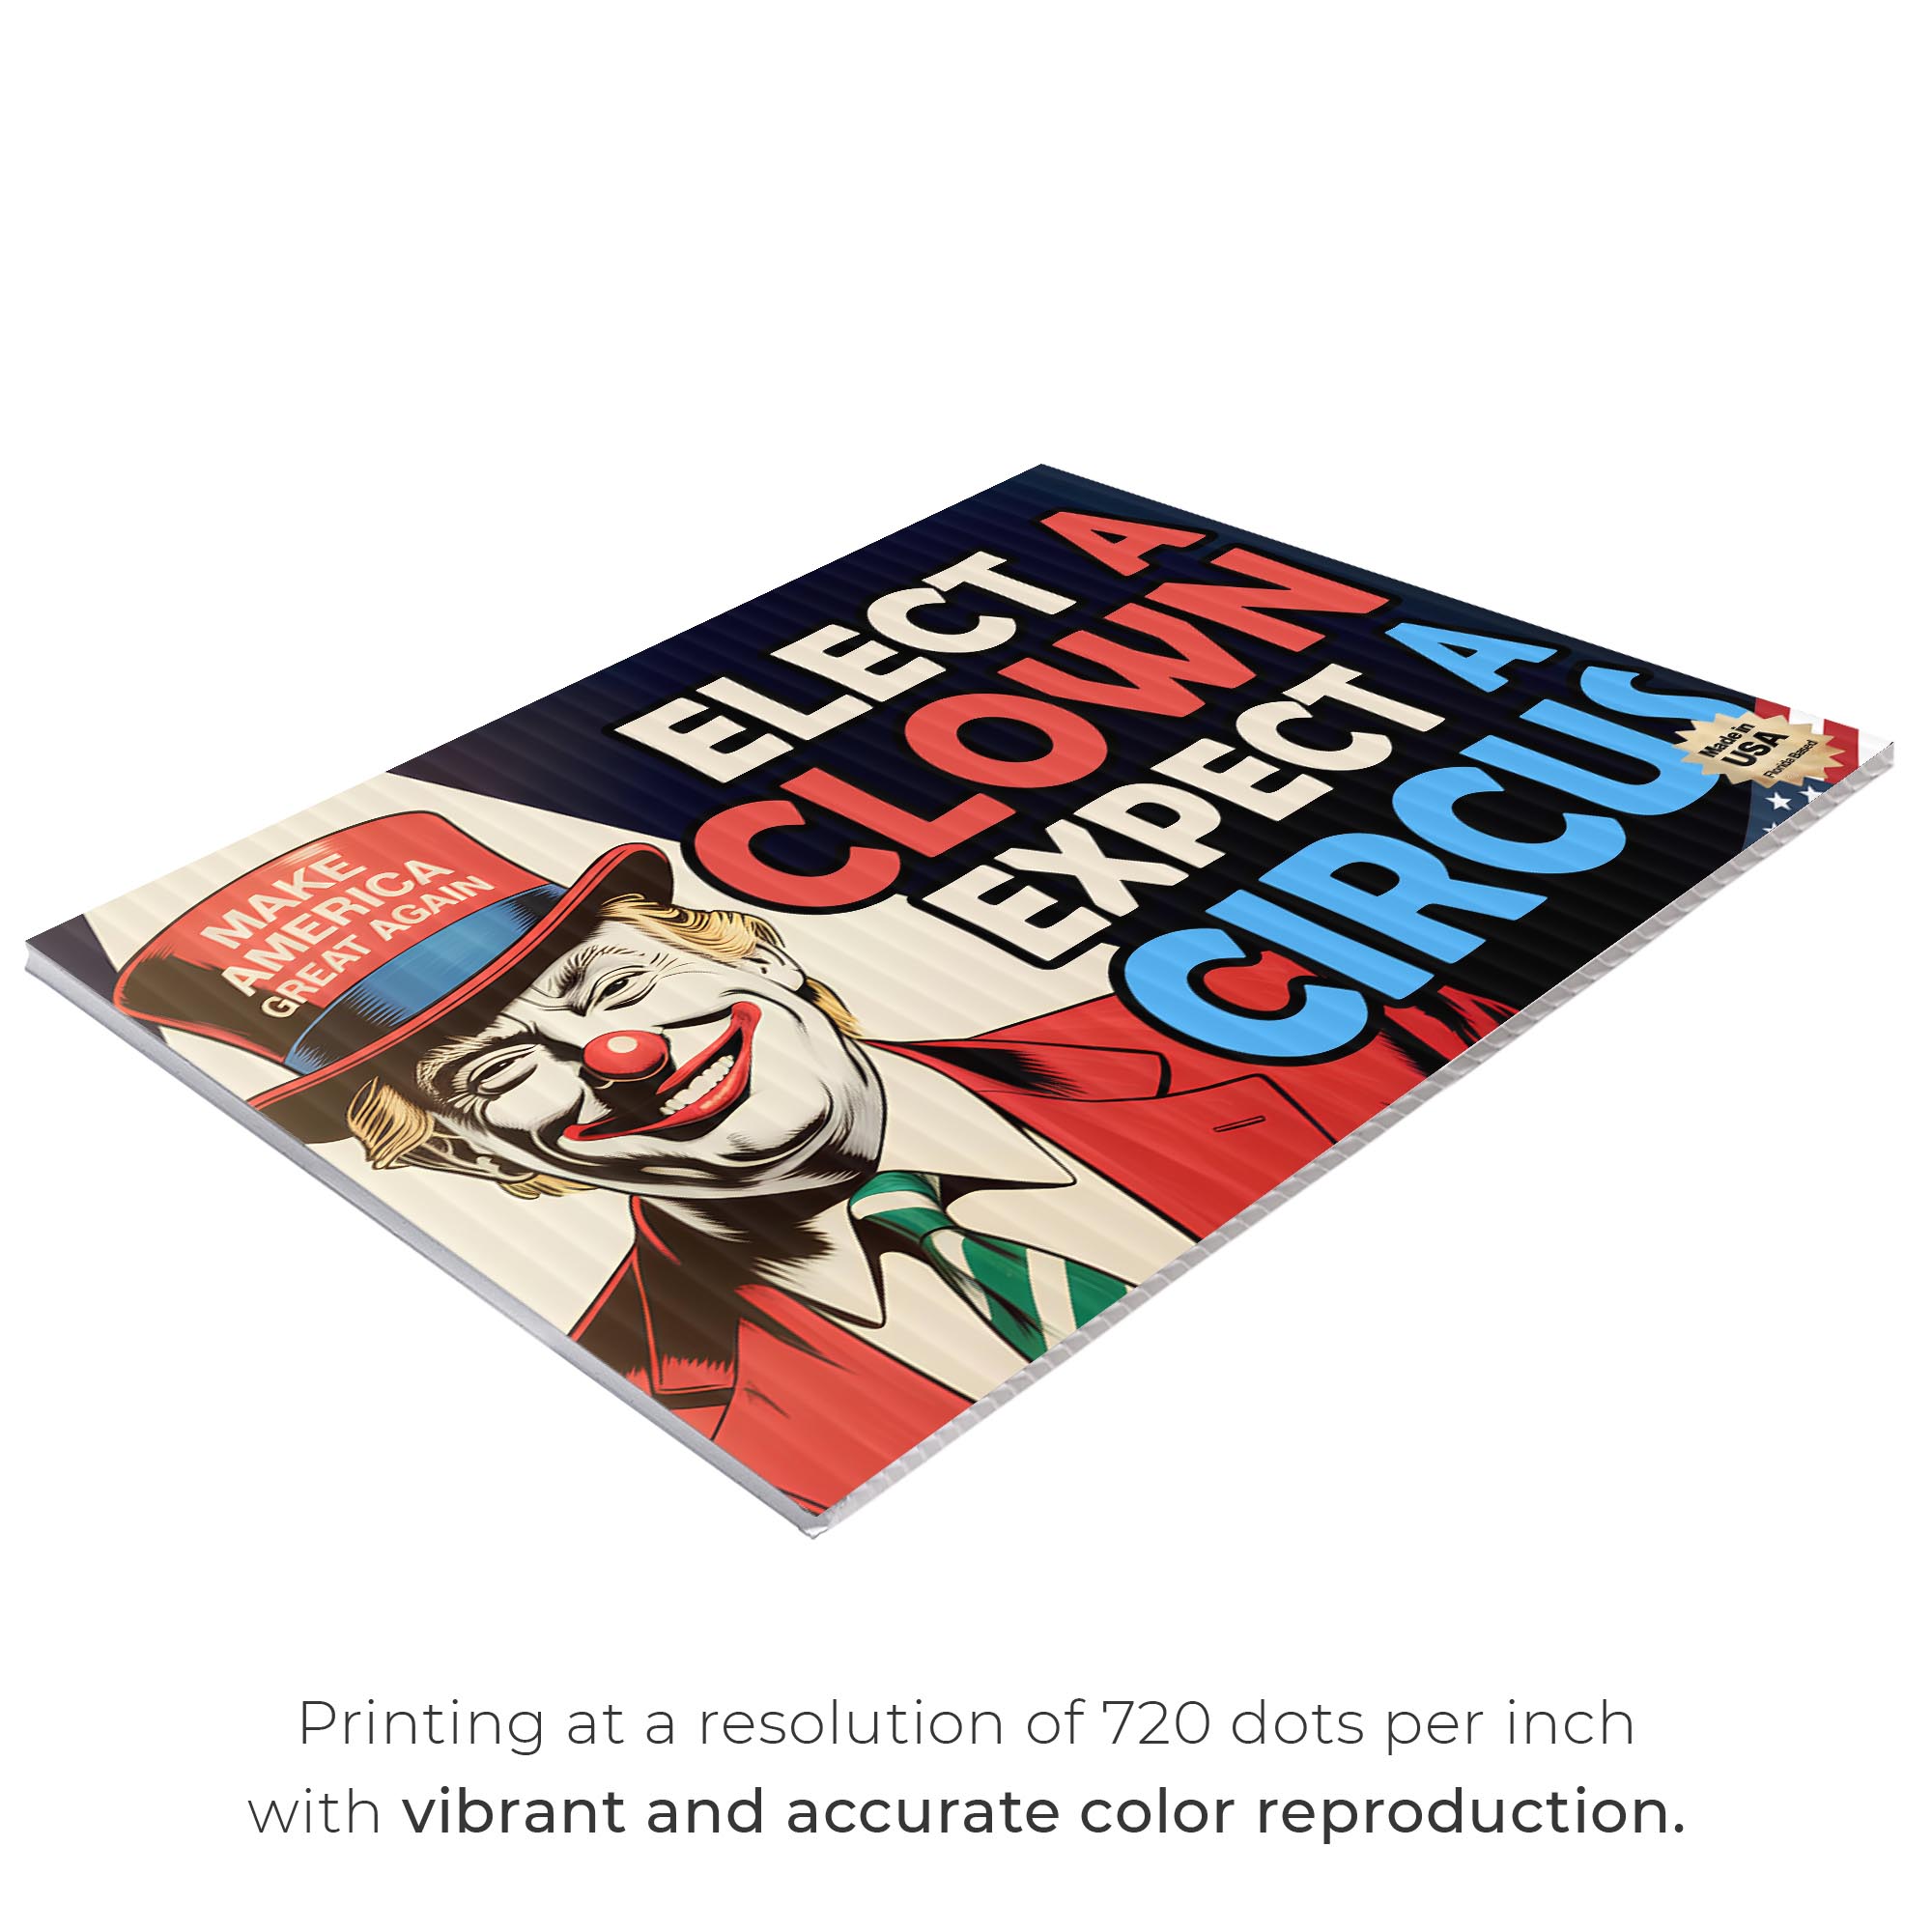 ELECT A
CLOWN
EXPECT A
CIRCUS
Made in
USA
Florida Based
MAKE
AMERICA
GREAT AGAIN
Printing at a resolution of 720 dots per inch
with vibrant and accurate color reproduction.